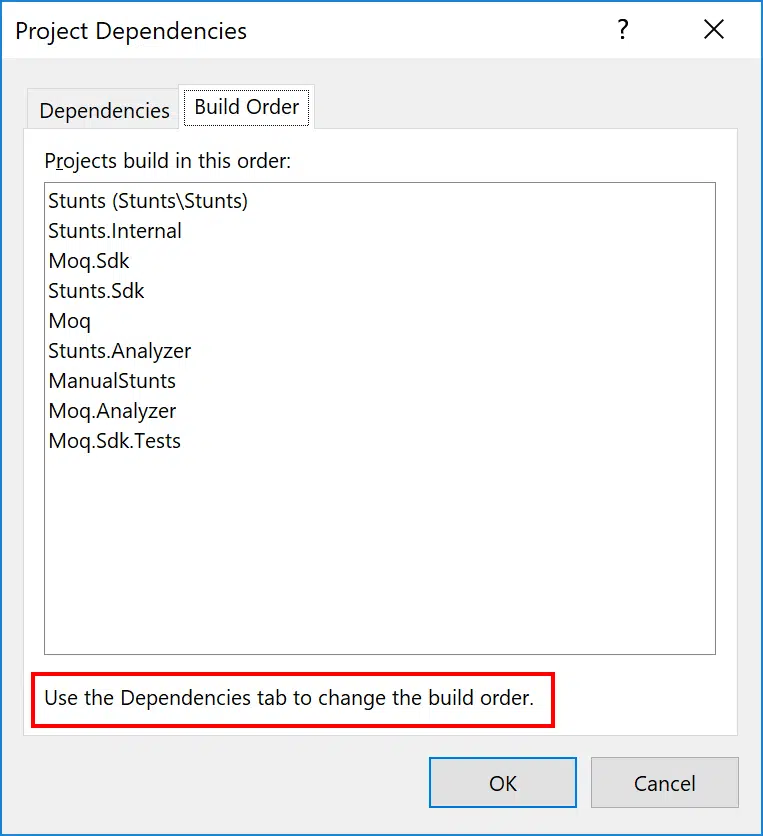 Project Dependencies
?
Dependencies
Build Order
Projects build in this order:
Stunts (Stunts\Stunts)
Stunts.Internal
Moq.Sdk
Stunts.Sdk
Moq
Stunts.Analyzer
ManualStunts
Moq.Analyzer
Moq.Sdk.Tests
Use the Dependencies tab to change the build order.
OK
Cancel